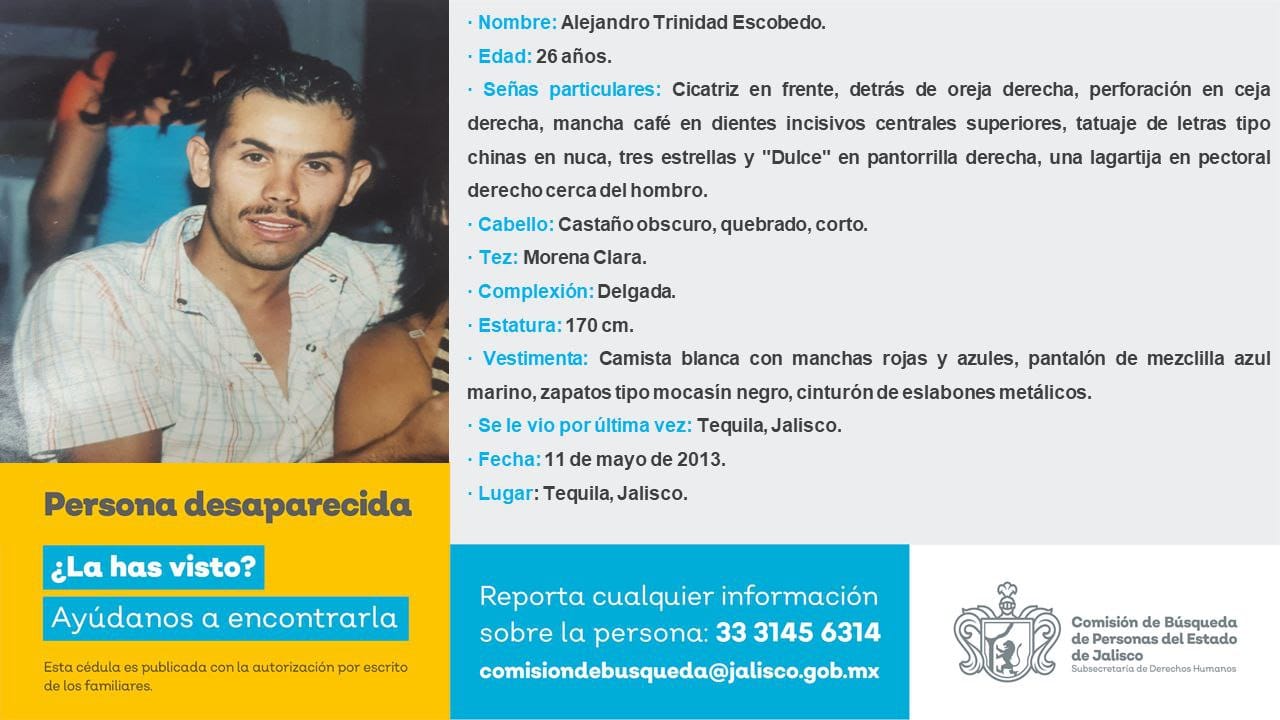 · Nombre: Alejandro Trinidad Escobedo.
· Edad: 26 años.
· Señas particulares: Cicatriz en frente, detrás de oreja derecha, perforación en ceja
derecha, mancha café en dientes incisivos centrales superiores, tatuaje de letras tipo
chinas en nuca, tres estrellas y "Dulce" en pantorrilla derecha, una lagartija en pectoral
derecho cerca del hombro.
· Cabello: Castaño obscuro, quebrado, corto.
· Tez: Morena Clara.
· Complexión: Delgada.
· Estatura: 170 cm.
· Vestimenta: Camista blanca con manchas rojas y azules, pantalón de mezclilla azul
marino, zapatos tipo mocasín negro, cinturón de eslabones metálicos.
· Se le vio por última vez: Tequila, Jalisco.
· Fecha: 11 de mayo de 2013.
· Lugar: Tequila, Jalisco.
Persona desaparecida
¿La has visto?
Ayúdanos a encontrarla
Esta cédula es publicada con la autorización por escrito
de los familiares.
Reporta cualquier información
sobre la persona: 33 3145 6314
comisiondebusqueda@jalisco.gob.mx
Comisión de Búsqueda
de Personas del Estado
de Jalisco
Subsecretaría de Derechos Humanos